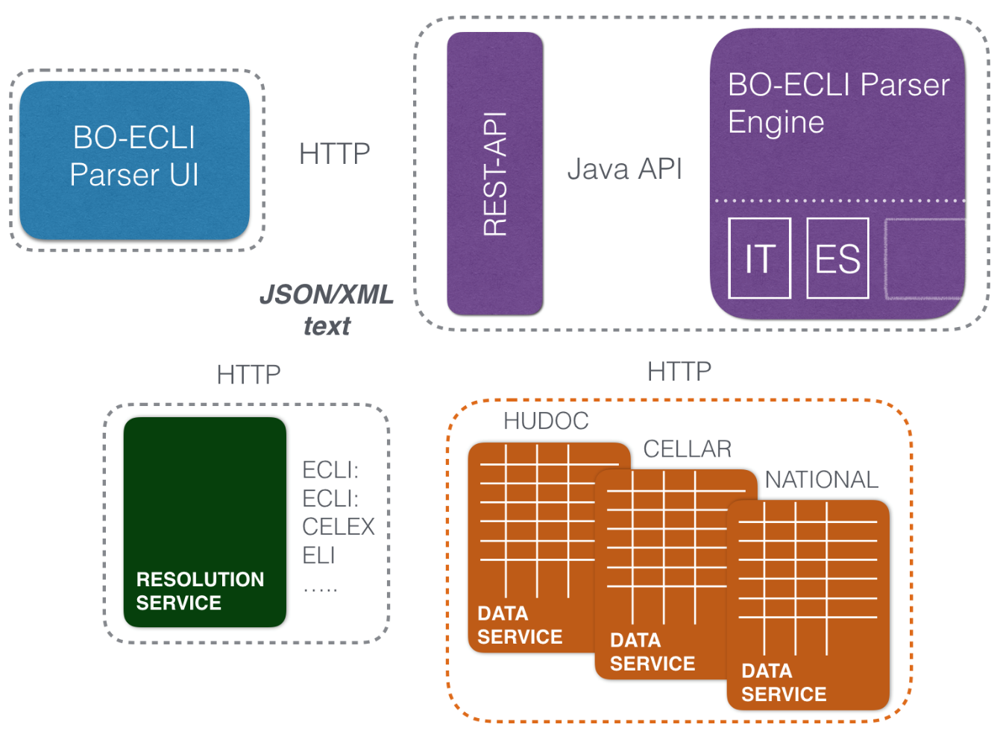 BO-ECLI
Parser UI
HTTP
REST-API
Java API
BO-ECLI Parser
Engine
IT
ES
JSON/XML
text
HTTP
RESOLUTION
SERVICE
ECLI:
ECLI:
CELEX
ELI
.....
HTTP
HUDOC
DATA
SERVICE
CELLAR
DATA
SERVICE
NATIONAL
DATA
SERVICE